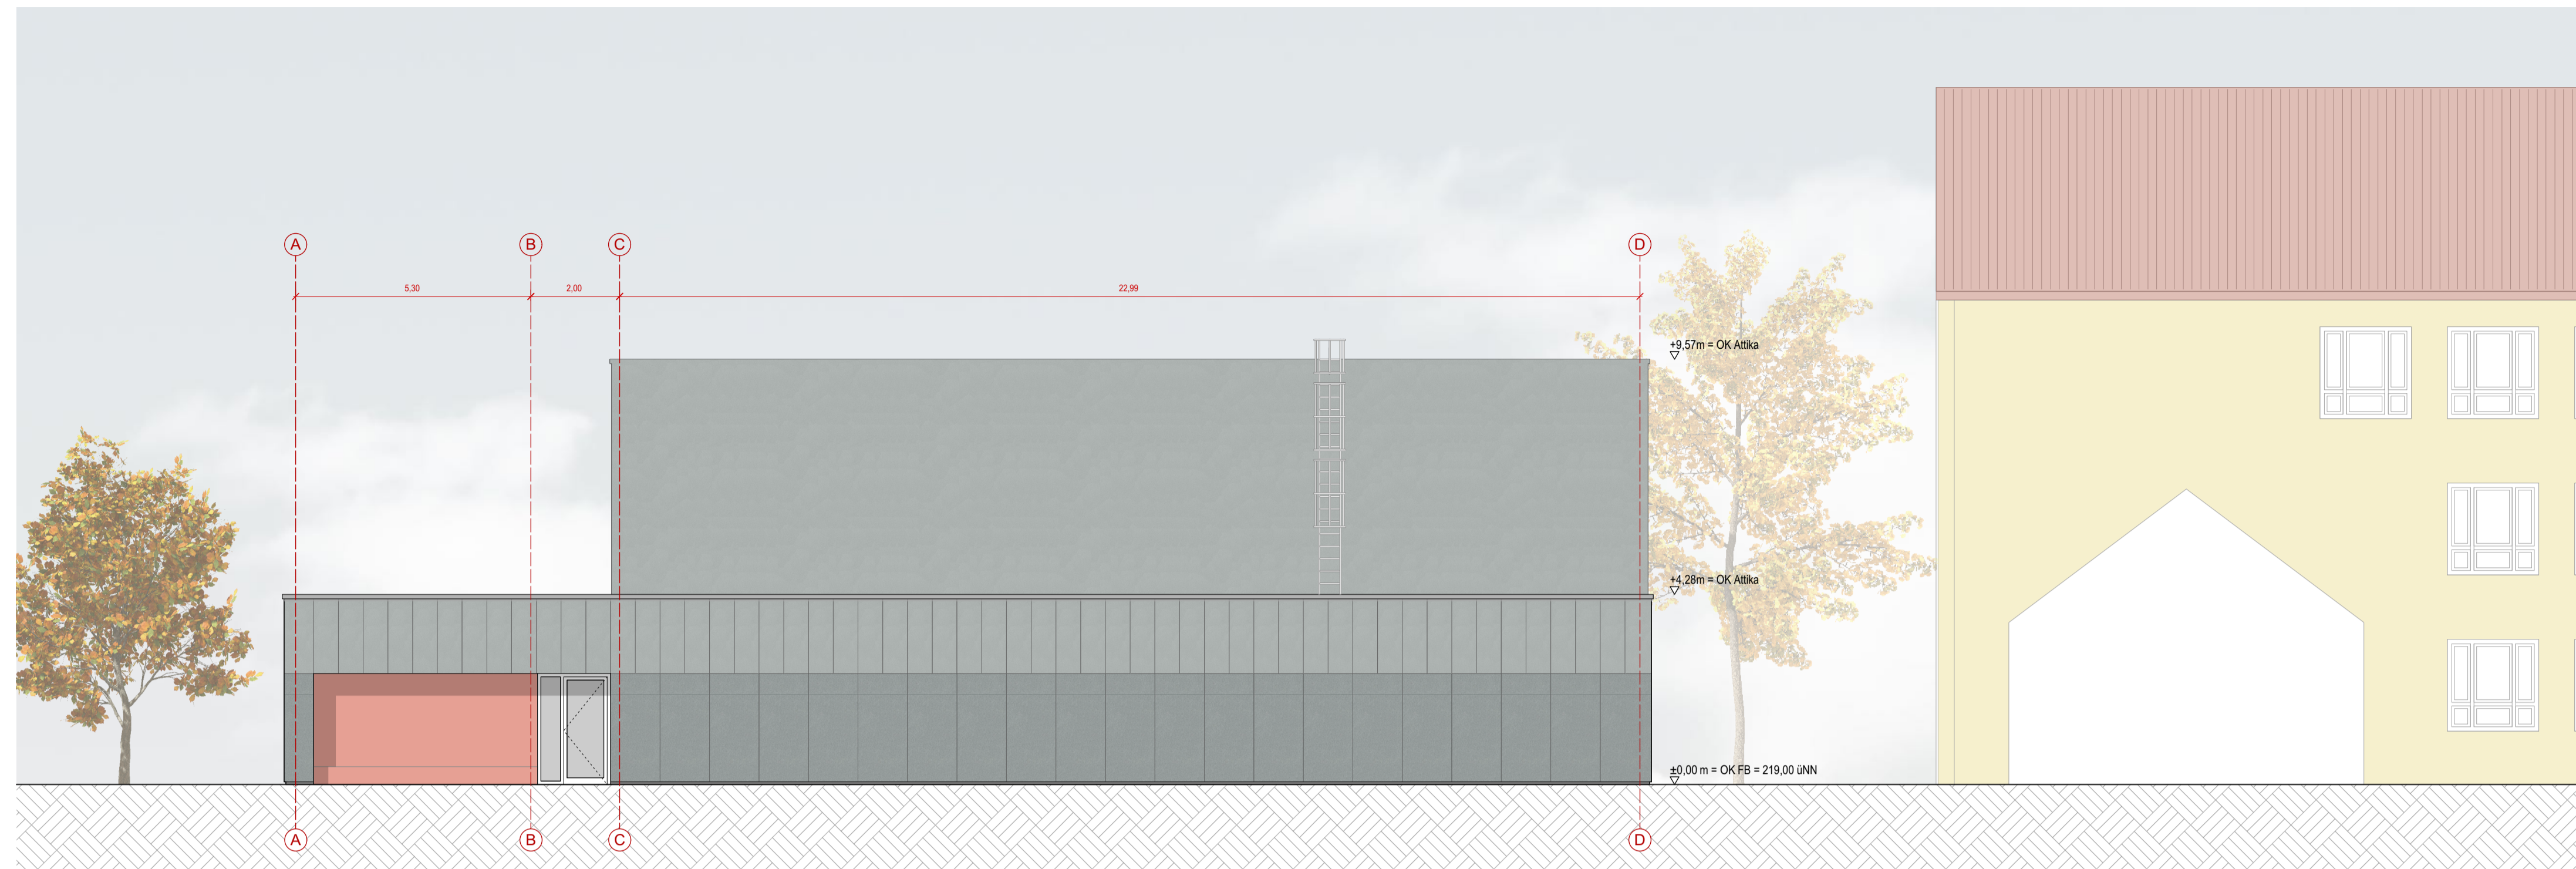 A B C D
5,30 2,00 22,99
+9,57m = OK Attika
+4,28m = OK Attika
±0,00 m = OK FB = 219,00 üNN
A B C D